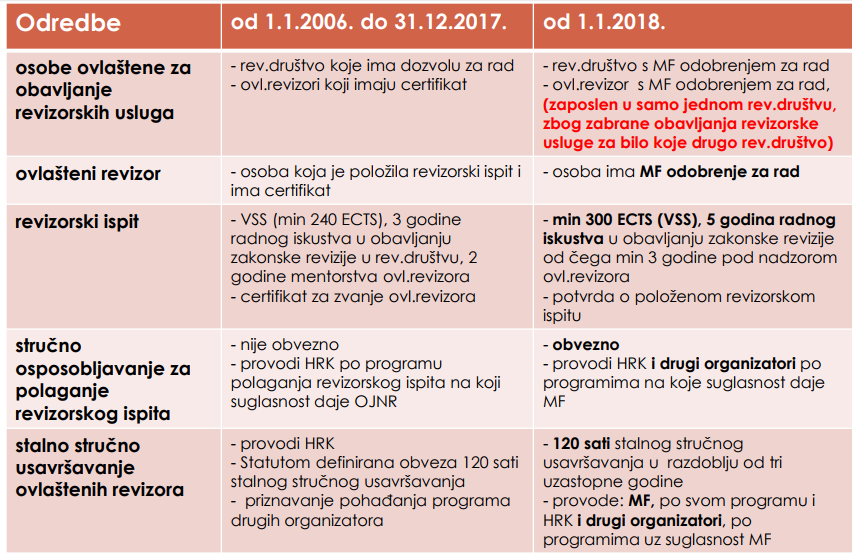 Odredbe
od 1.1.2006. do 31.12.2017.
od 1.1.2018.
osobe ovlaštene za
obavljanje
revizorskih usluga
- rev.društvo koje ima dozvolu za rad
- ovl.revizori koji imaju certifikat
- rev.društvo s MF odobrenjem za rad
- ovl.revizor s MF odobrenjem za rad,
(zaposlen u samo jednom rev.društvu,
zbog zabrane obavljanja revizorske
usluge za bilo koje drugo rev.društvo)
ovlašteni revizor
- osoba koja je položila revizorski ispit i
ima certifikat
- osoba ima MF odobrenje za rad
revizorski ispit
- VSS (min 240 ECTS), 3 godine
radnog iskustva u obavljanju
zakonske revizije u rev.društvu, 2
godine mentorstva ovl.revizora
- certifikat za zvanje ovl.revizora
- min 300 ECTS (VSS), 5 godina radnog
iskustva u obavljanju zakonske revizije
od čega min 3 godine pod nadzorom
ovl.revizora
- potvrda o položenom revizorskom
ispitu
stručno
osposobljavanje za
polaganje
revizorskog ispita
- nije obvezno
- provodi HRK po programu
polaganja revizorskog ispita na koji
suglasnost daje OJNR
- obvezno
- provodi HRK i drugi organizatori po
programima na koje suglasnost daje
MF
stalno stručno
usavršavanje
ovlaštenih revizora
- provodi HRK
- Statutom definirana obveza 120 sati
stalnog stručnog usavršavanja
- priznavanje pohađanja programa
drugih organizatora
- 120 sati stalnog stručnog
usavršavanja u razdoblju od tri
uzastopne godine
- provode: MF, po svom programu i
HRK i drugi organizatori, po
programima uz suglasnost MF